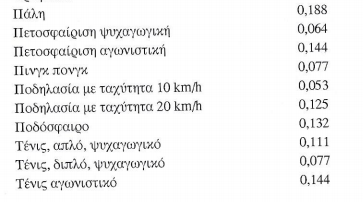 Πάλη 0,188
Πετοσφαίριση ψυχαγωγική 0,064
Πετοσφαίριση αγωνιστική 0,144
Πινγκ πονγκ 0,077
Ποδηλασία με ταχύτητα 10 km/h 0,053
Ποδηλασία με ταχύτητα 20 km/h 0,125
Ποδόσφαιρο 0,132
Τένις, απλό, ψυχαγωγικό 0,111
Τένις, διπλό, ψυχαγωγικό 0,077
Τένις αγωνιστικό 0,144